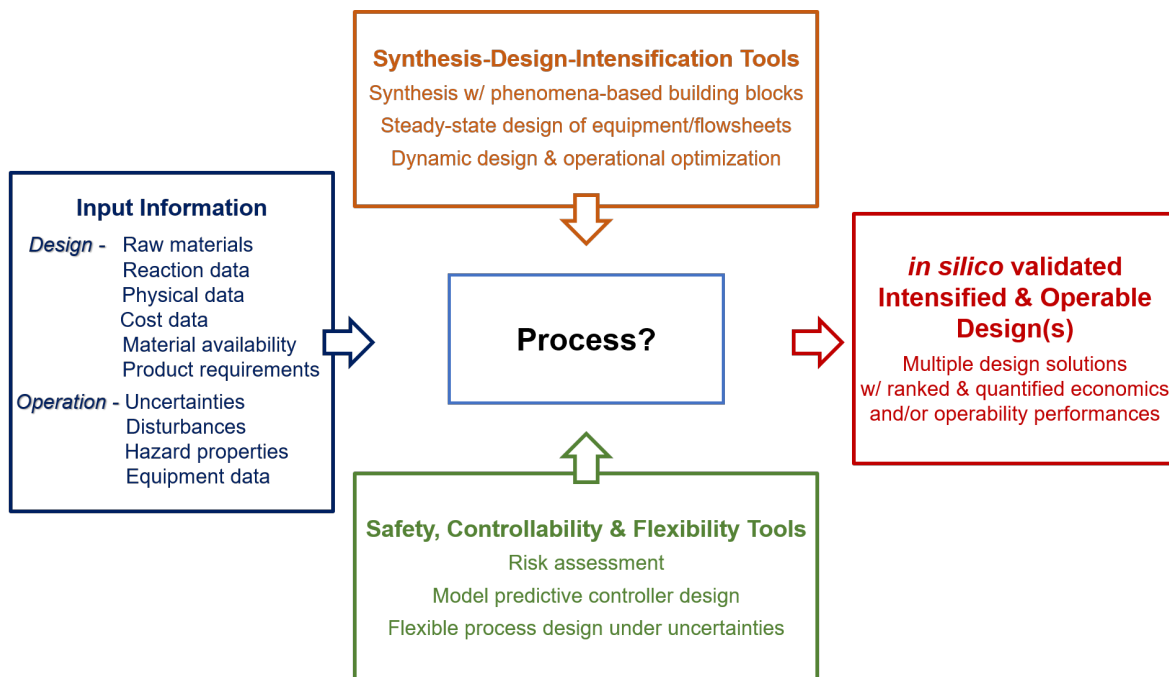 Synthesis-Design-Intensification Tools
Synthesis w/ phenomena-based building blocks
Steady-state design of equipment/flowsheets
Dynamic design & operational optimization
Input Information
Design - Raw materials
Reaction data
Physical data
Cost data
Material availability
Product requirements
Operation - Uncertainties
Disturbances
Hazard properties
Equipment data
Process?
in silico validated
Intensified & Operable
Design(s)
Multiple design solutions
w/ ranked & quantified economics
and/or operability performances
Safety, Controllability & Flexibility Tools
Risk assessment
Model predictive controller design
Flexible process design under uncertainties